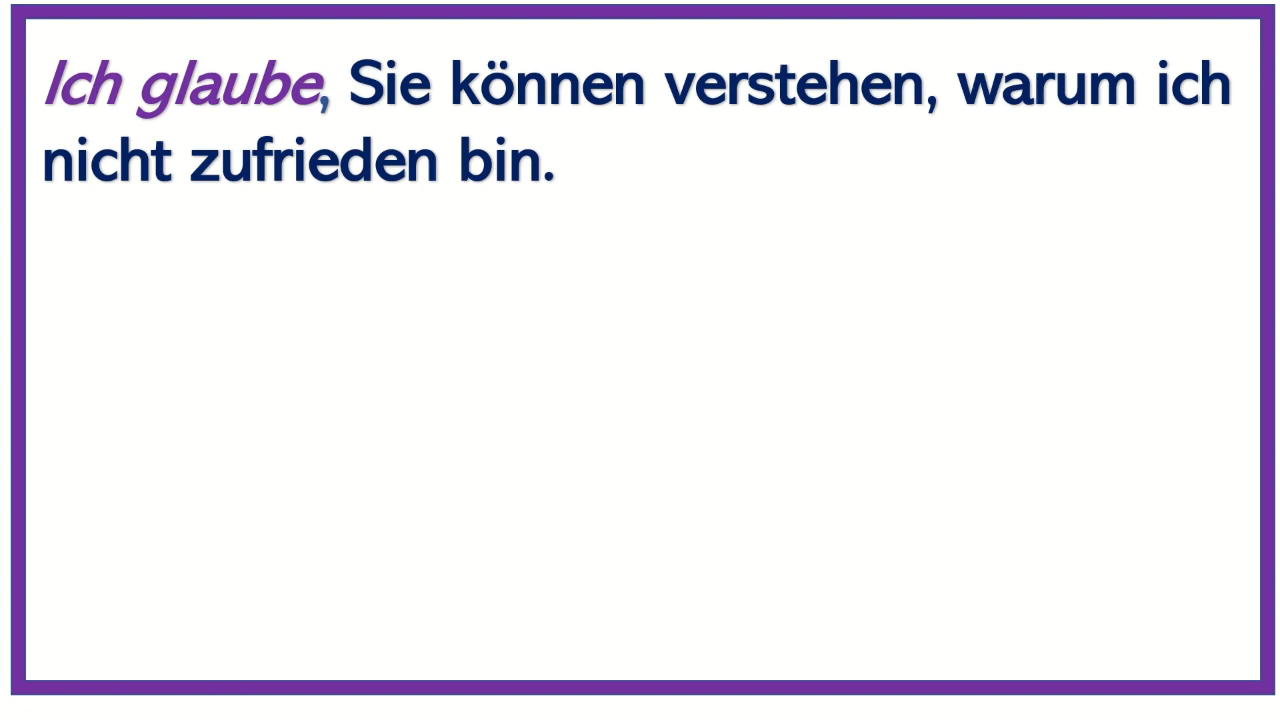 Ich glaube, Sie können verstehen, warum ich
nicht zufrieden bin.